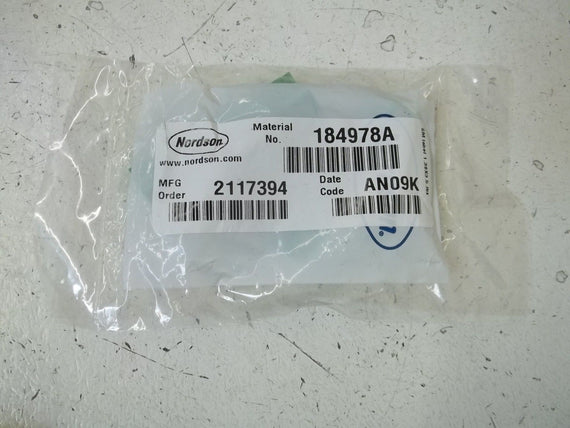 Nordson
www.nordson.com
Material No. 184978A
MFG Order 2117394
Date Code AN09K